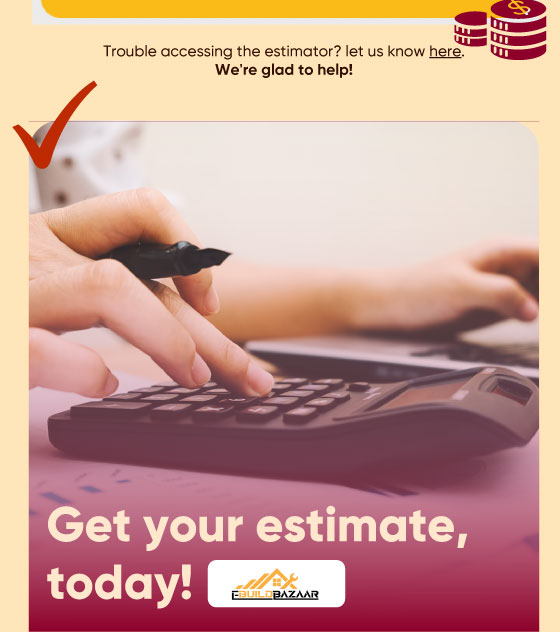 Trouble accessing the estimator? let us know here.
We're glad to help!
Get your estimate,
today!
EBUILDBAZAAR